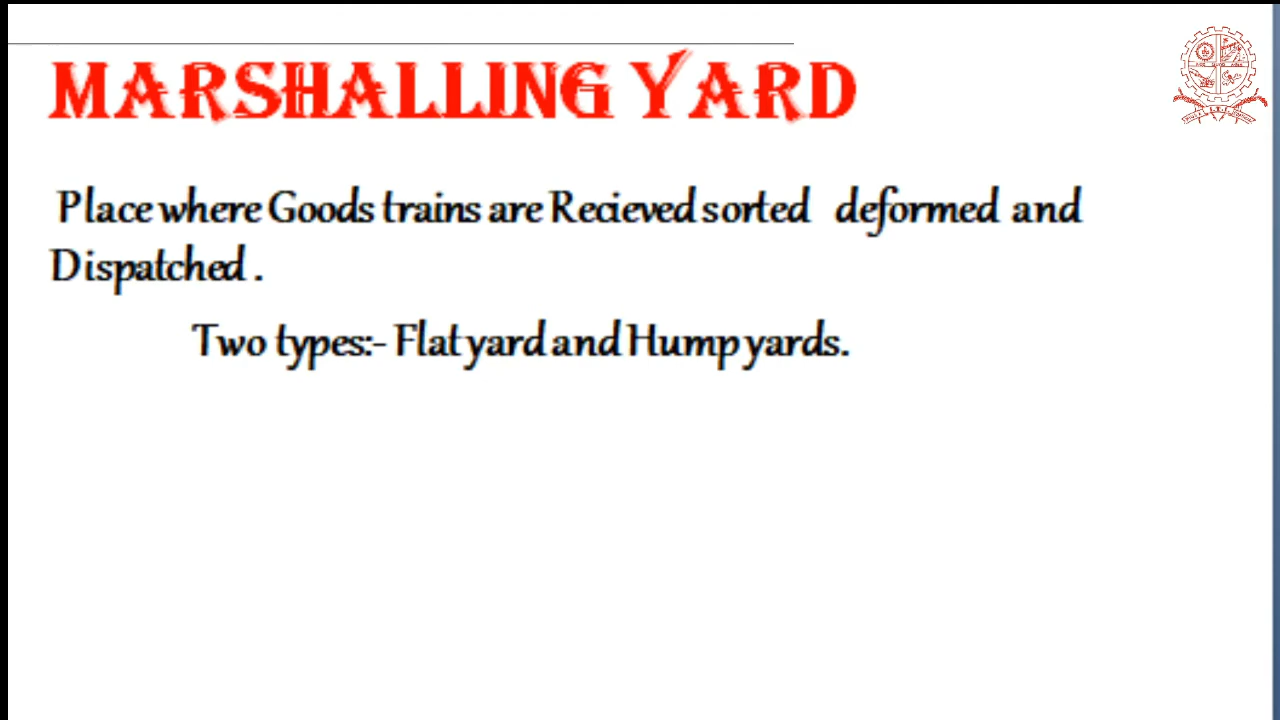 MARSHALLING YARD
Place where Goods trains are Recieved sorted deformed and
Dispatched .
Two types:- Flat yard and Hump yards.